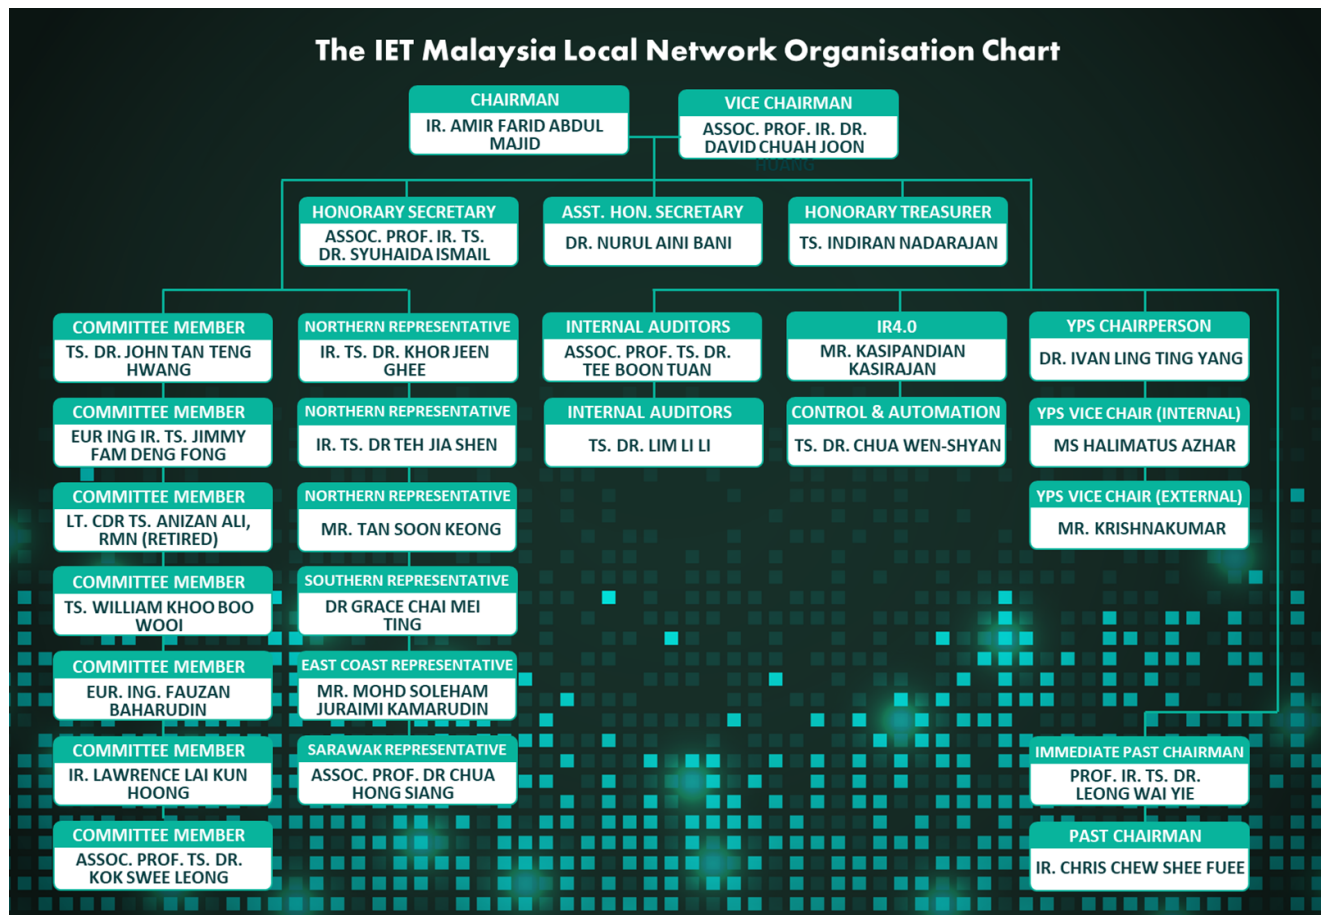 The IET Malaysia Local Network Organisation Chart
CHAIRMAN
IR. AMIR FARID ABDUL
MAJID
VICE CHAIRMAN
ASSOC. PROF. IR. DR.
DAVID CHUAH JOON
HUANG
HONORARY SECRETARY
ASSOC. PROF. IR. TS.
DR. SYUHAIDA ISMAIL
ASST. HON. SECRETARY
DR. NURUL AINI BANI
HONORARY TREASURER
TS. INDIRAN NADARAJAN
COMMITTEE MEMBER
TS. DR. JOHN TAN TENG
HWANG
COMMITTEE MEMBER
EUR ING IR. TS. JIMMY
FAM DENG FONG
COMMITTEE MEMBER
LT. CDR TS. ANIZAN ALI,
RMN (RETIRED)
COMMITTEE MEMBER
TS. WILLIAM KHOO BOO
WOOI
COMMITTEE MEMBER
EUR. ING. FAUZAN
BAHARUDIN
COMMITTEE MEMBER
IR. LAWRENCE LAI KUN
HOONG
COMMITTEE MEMBER
ASSOC. PROF. TS. DR.
KOK SWEE LEONG
NORTHERN REPRESENTATIVE
IR. TS. DR. KHOR JEEN
GHEE
NORTHERN REPRESENTATIVE
IR. TS. DR TEH JIA SHEN
NORTHERN REPRESENTATIVE
MR. TAN SOON KEONG
SOUTHERN REPRESENTATIVE
DR GRACE CHAI MEI
TING
EAST COAST REPRESENTATIVE
MR. MOHD SOLEHAM
JURAIMI KAMARUDIN
SARAWAK REPRESENTATIVE
ASSOC. PROF. DR CHUA
HONG SIANG
INTERNAL AUDITORS
ASSOC. PROF. TS. DR.
TEE BOON TUAN
INTERNAL AUDITORS
TS. DR. LIM LI LI
IR4.0
MR. KASIPANDIAN
KASIRAJAN
CONTROL & AUTOMATION
TS. DR. CHUA WEN-SHYAN
YPS CHAIRPERSON
DR. IVAN LING TING YANG
YPS VICE CHAIR (INTERNAL)
MS HALIMATUS AZHAR
YPS VICE CHAIR (EXTERNAL)
MR. KRISHNAKUMAR
IMMEDIATE PAST CHAIRMAN
PROF. IR. TS. DR.
LEONG WAI YIE
PAST CHAIRMAN
IR. CHRIS CHEW SHEE FUEE